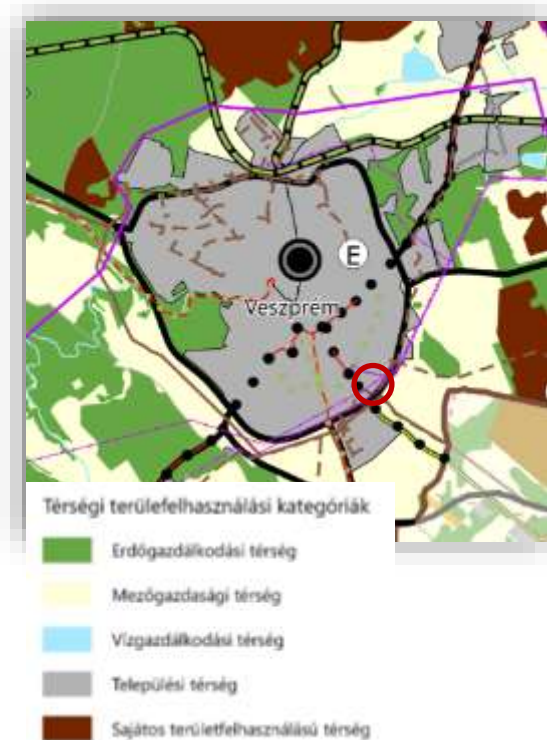 E
Veszprém
Térségi területfelhasználási kategóriák
Erdőgazdálkodási térség
Mezőgazdasági térség
Vízgazdálkodási térség
Települési térség
Sajátos területfelhasználású térség